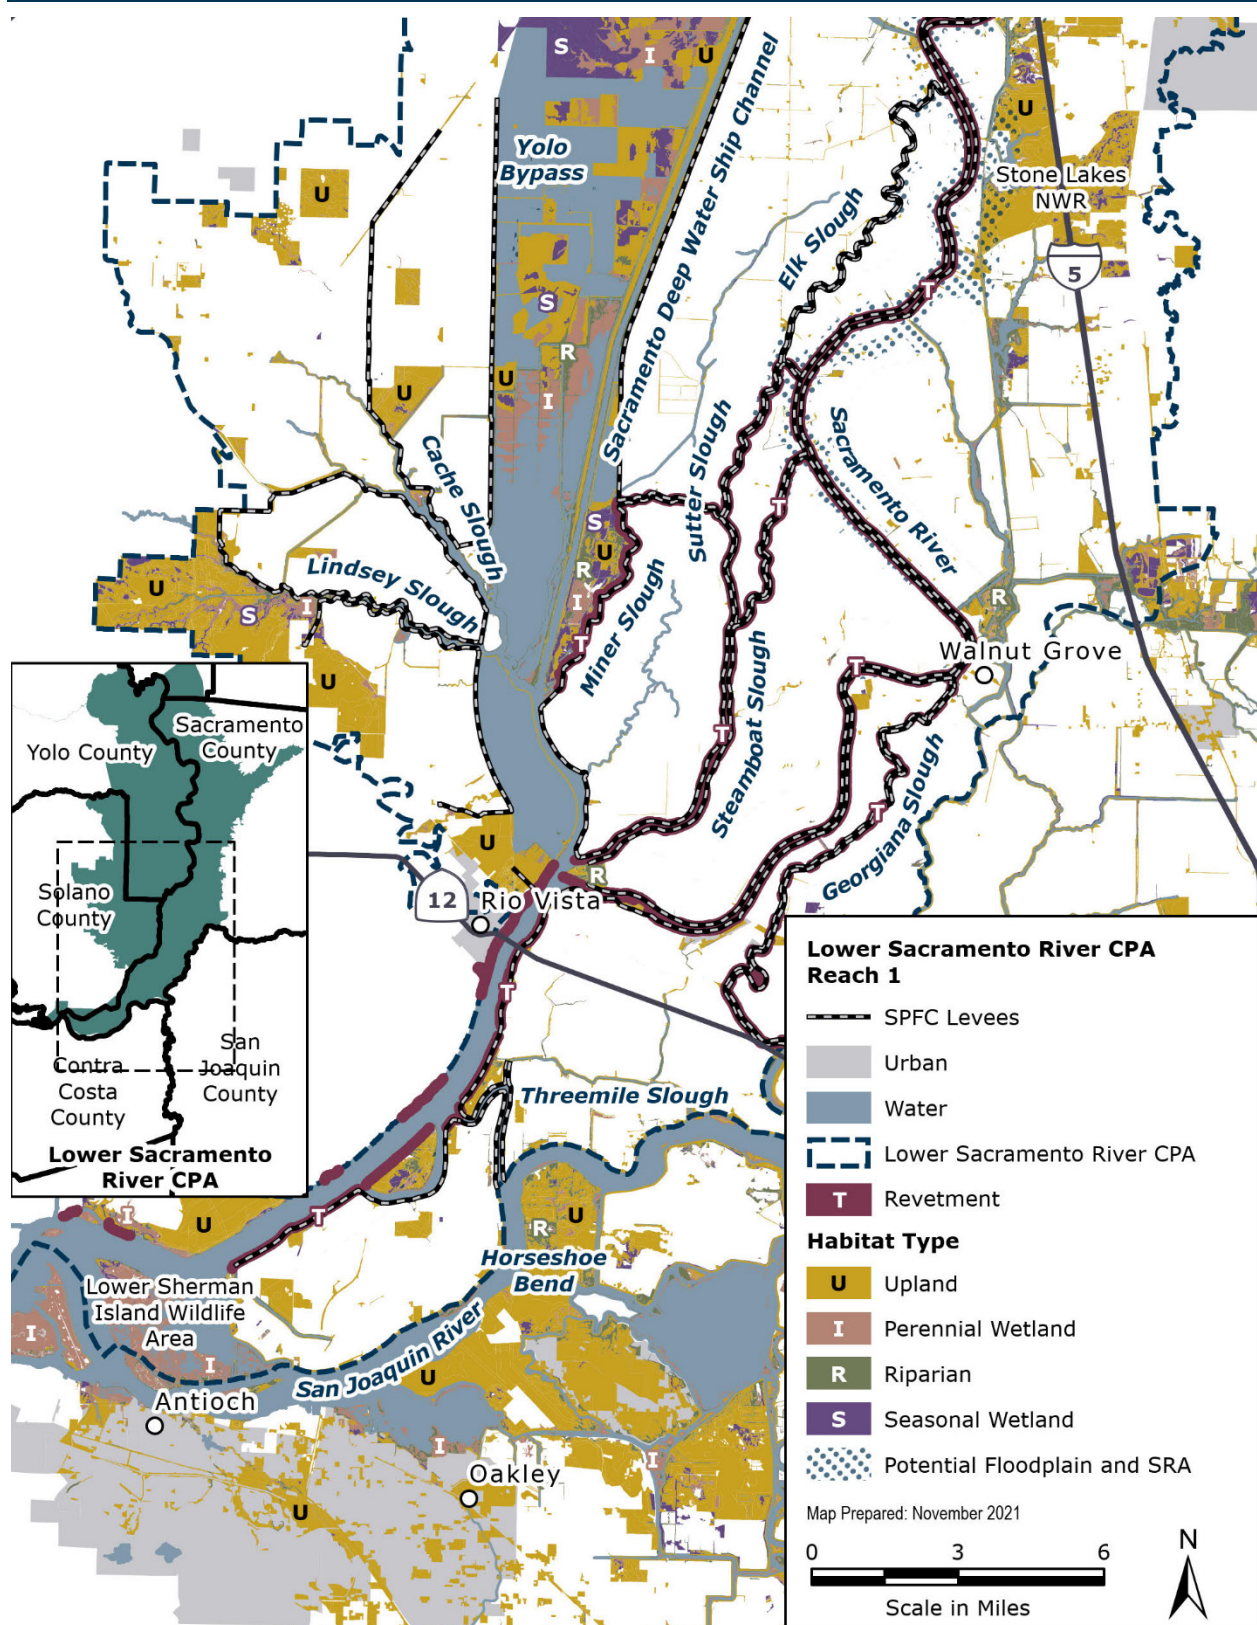 S
I
U
Yolo
Bypass
Sacramento Deep Water Ship Channel
U
Stone Lakes
NWR
U
Elk Slough
5
T
S
R
U
I
U
Sacramento River
Sutter Slough
Cache Slough
T
S
U
R
I
T
Miner Slough
Lindsey Slough
U
S
I
U
R
Walnut Grove
T
T
Steamboat Slough
Georgiana Slough
T
U
R
12
Rio Vista
T
Threemile Slough
I
U
T
R
U
Horseshoe
Bend
Lower Sherman
Island Wildlife
Area
I
I
San Joaquin River
U
Antioch
I
I
Oakley
U
Yolo County
Sacramento
County
Solano
County
Contra
Costa
County
San
Joaquin
County
Lower Sacramento
River CPA
Lower Sacramento River CPA
Reach 1
SPFC Levees
Urban
Water
Lower Sacramento River CPA
T Revetment
Habitat Type
U Upland
I Perennial Wetland
R Riparian
S Seasonal Wetland
Potential Floodplain and SRA
Map Prepared: November 2021
0 3 6
Scale in Miles
N